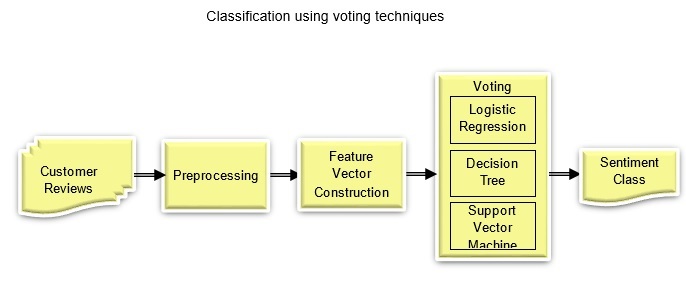 Classification using voting techniques
Customer
Reviews
Preprocessing
Feature
Vector
Construction
Voting
Logistic
Regression
Decision
Tree
Support
Vector
Machine
Sentiment
Class